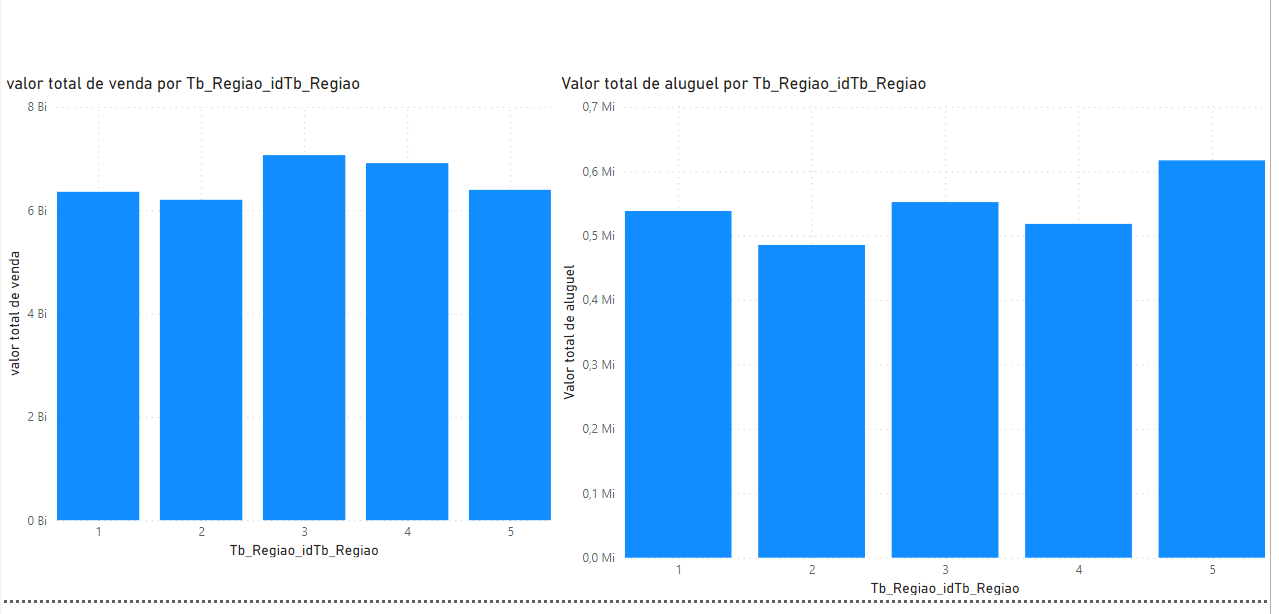 valor total de venda por Tb_Regiao_idTb_Regiao
8 Bi
6 Bi
4 Bi
2 Bi
0 Bi
valor total de venda
1 2 3 4 5
Tb_Regiao_idTb_Regiao
Valor total de aluguel por Tb_Regiao_idTb_Regiao
0,7 Mi
0,6 Mi
0,5 Mi
0,4 Mi
0,3 Mi
0,2 Mi
0,1 Mi
0,0 Mi
Valor total de aluguel
1 2 3 4 5
Tb_Regiao_idTb_Regiao